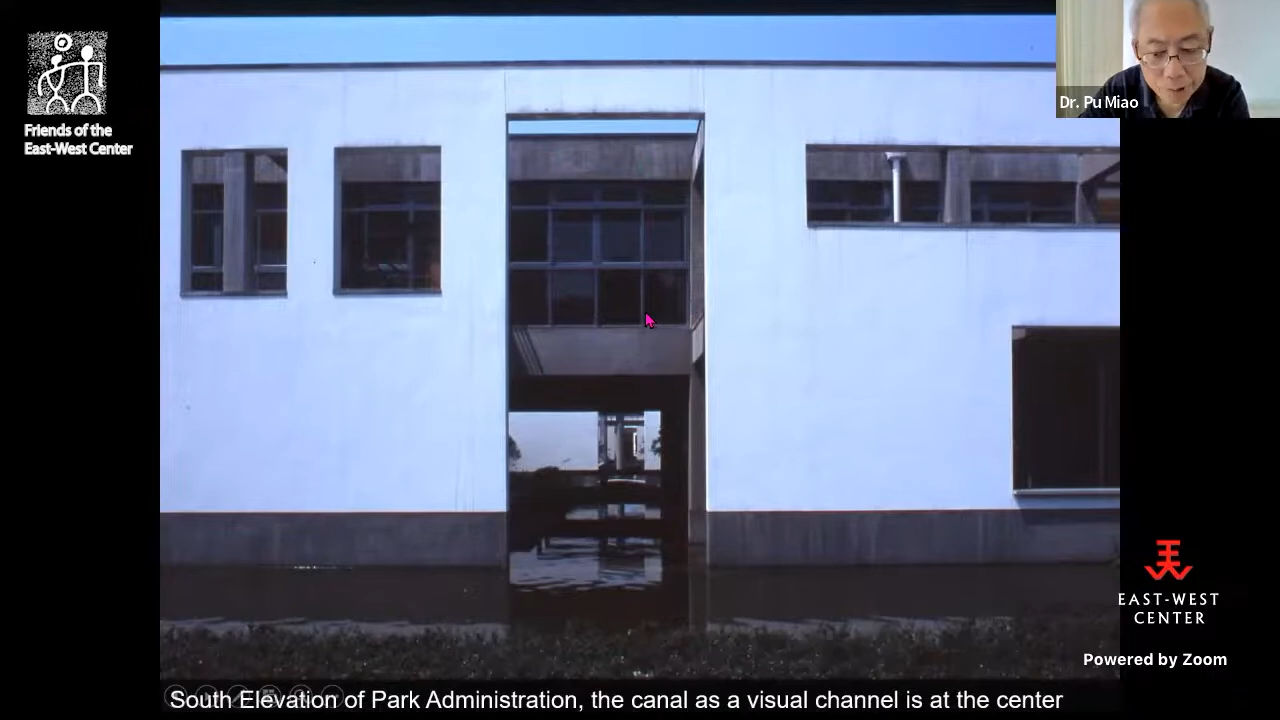 Friends of the
East-West Center
Dr. Pu Miao
EAST-WEST
CENTER
Powered by Zoom
South Elevation of Park Administration, the canal as a visual channel is at the center